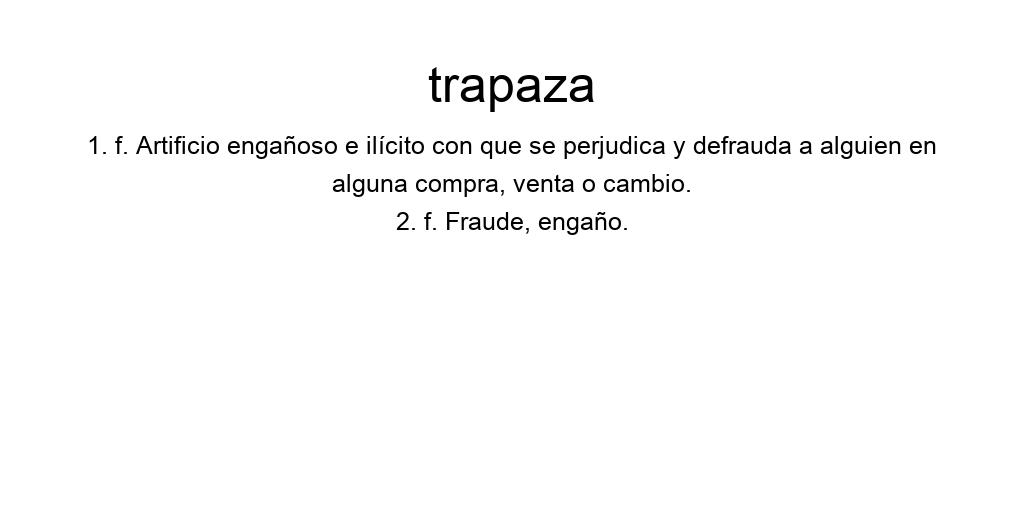 trapaza
1. f. Artificio engañoso e ilícito con que se perjudica y defrauda a alguien en
alguna compra, venta o cambio.
2. f. Fraude, engaño.